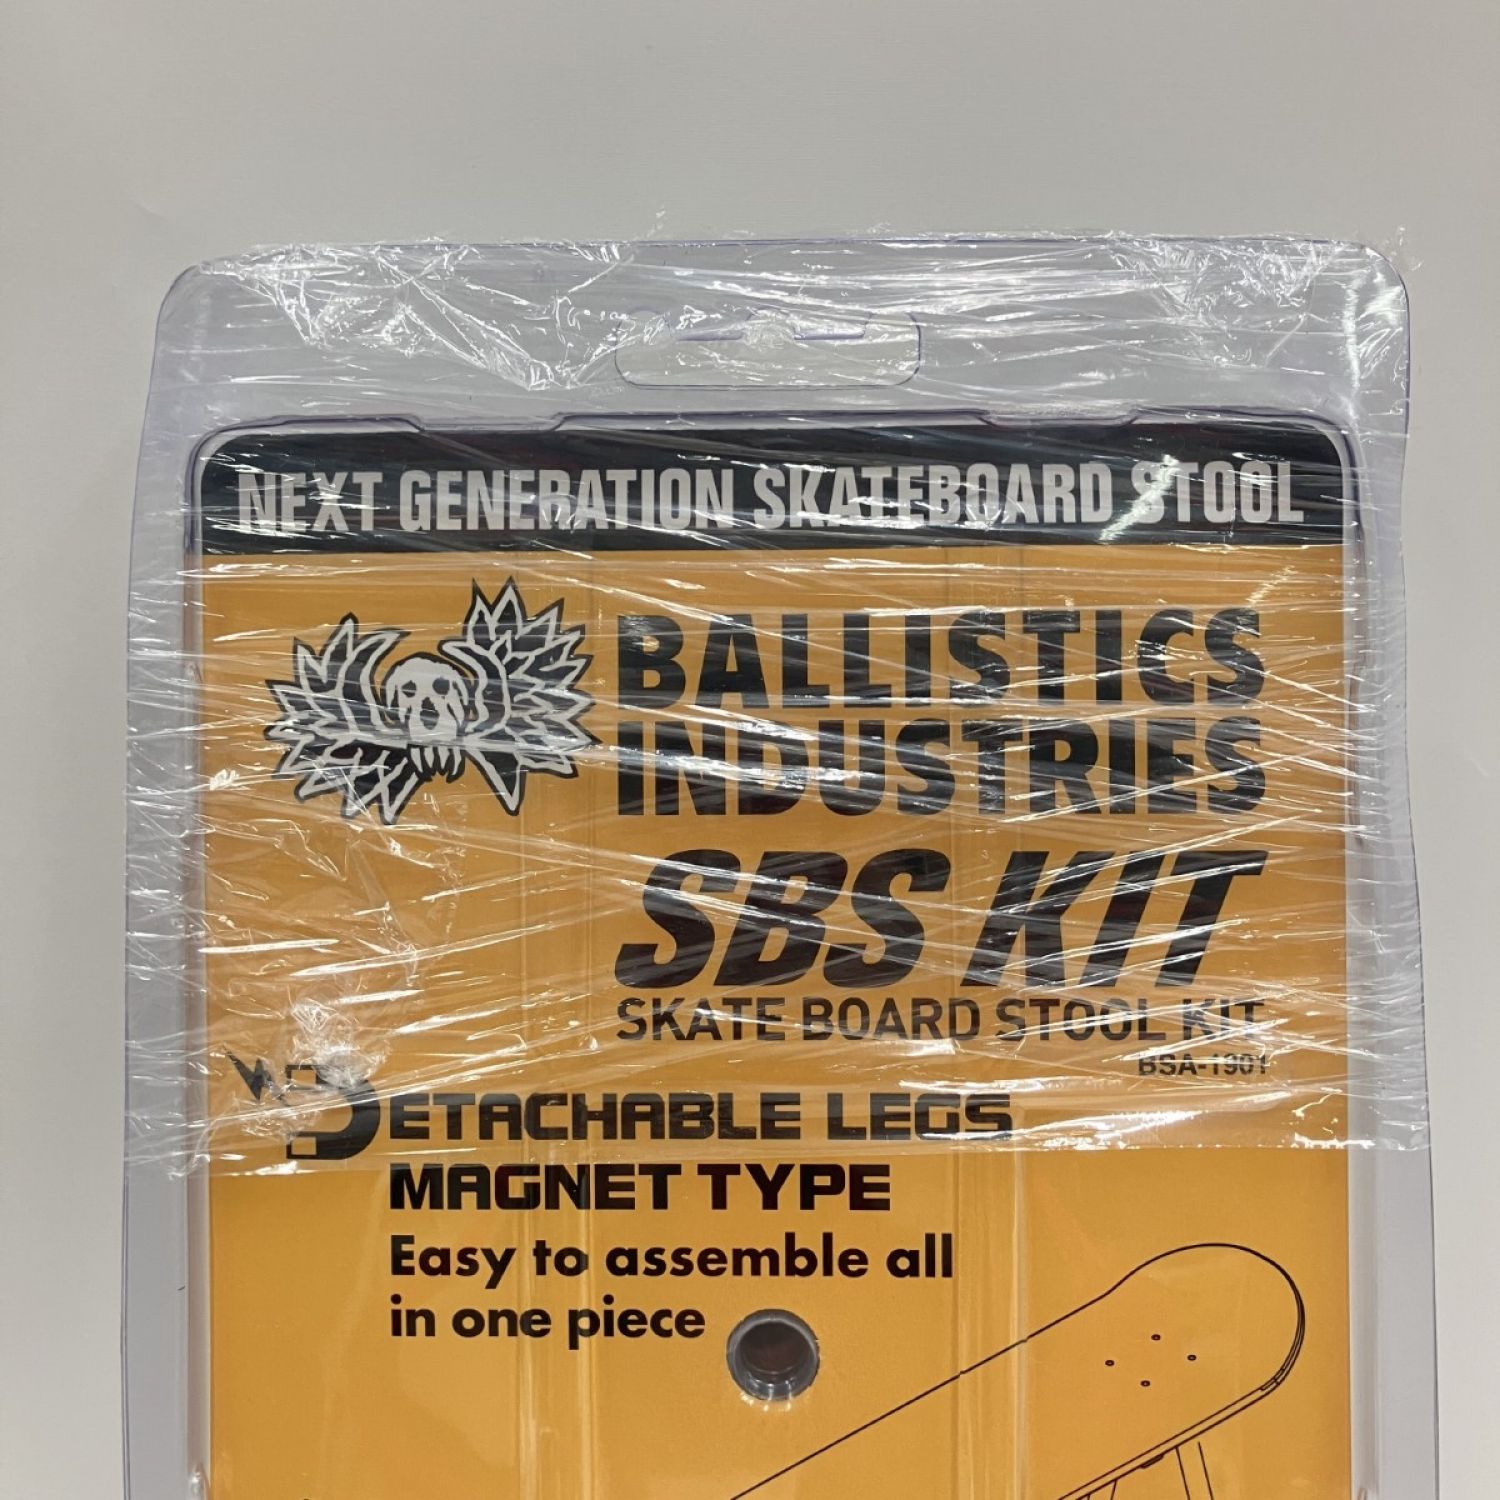 NEXT GENERATION SKATEBOARD STOOL
BALLISTICS
INDUSTRIES
SBS KIT
SKATE BOARD STOOL KIT
BSA-1901
DETACHABLE LEGS
MAGNET TYPE
Easy to assemble all
in one piece